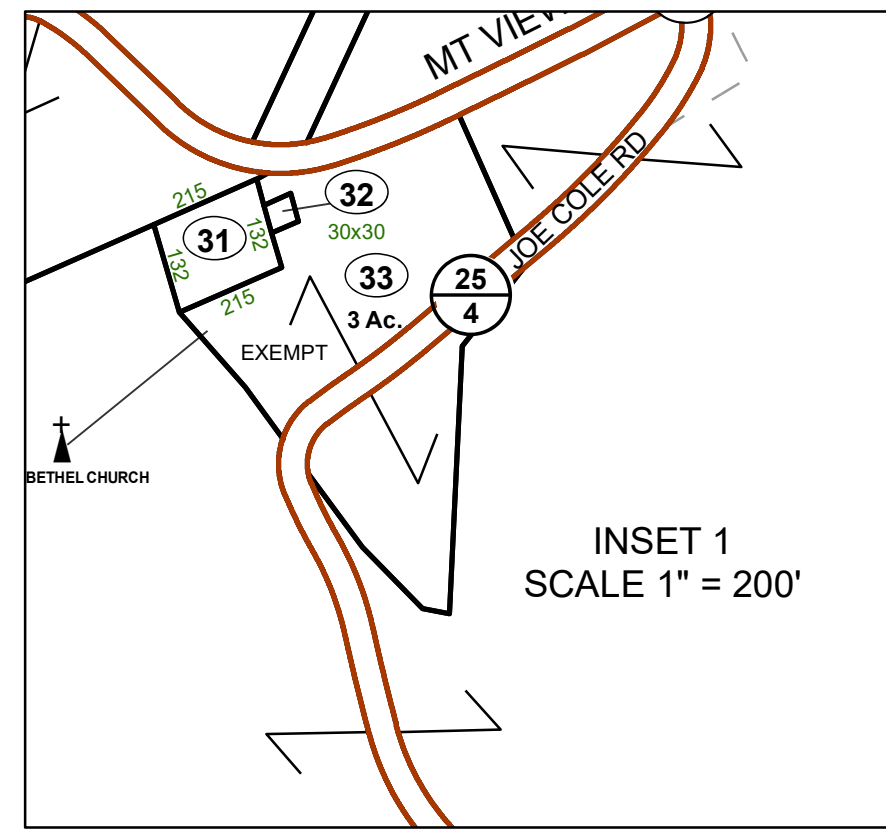 MT VIEW
JOE COLE RD
215
32
31
132
30x30
132
33
25
4
215
3 Ac.
EXEMPT
BETHEL CHURCH
INSET 1
SCALE 1" = 200'